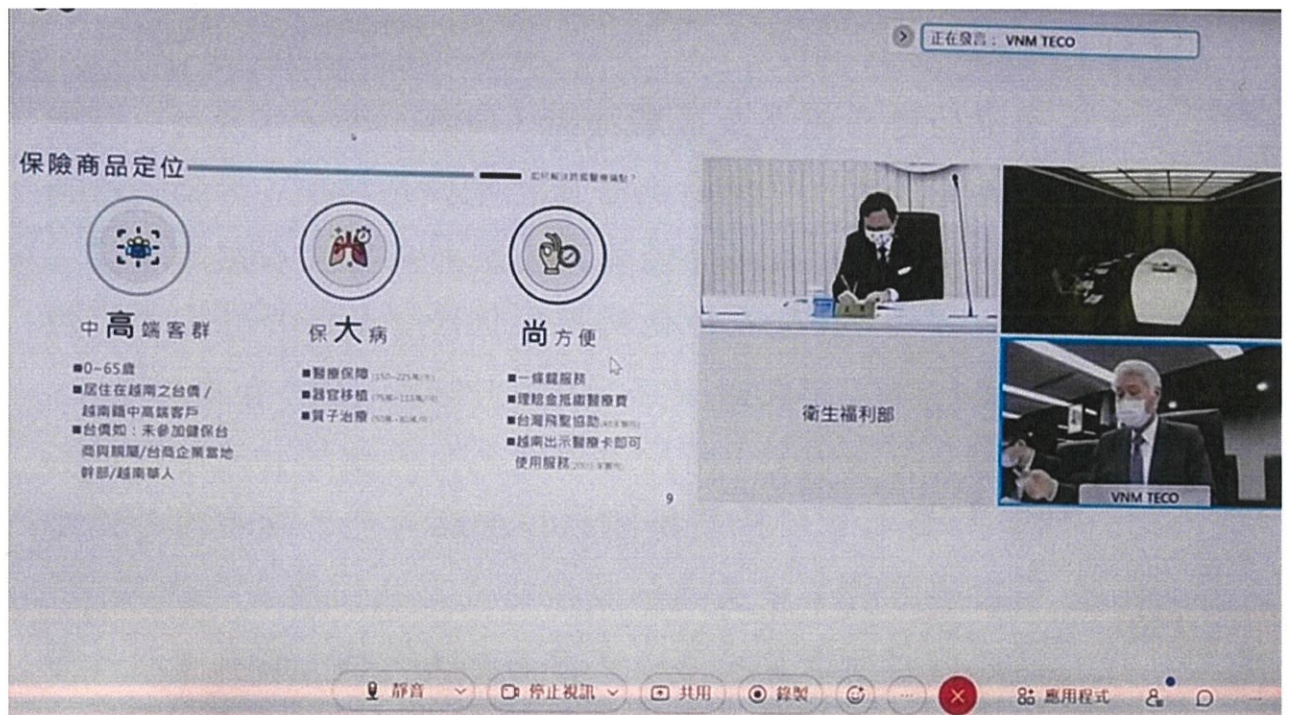 正在發言： VNM TECO
保險商品定位
中高端客群
■0~65歲
■居住在越南之台僑 /
越南籍中高端客戶
■台僑如：未參加健保台
商與親屬/台商企業當地
幹部/越南華人
保大病
■醫療保障
■器官移植
■質子治療
尚方便
■一條龍服務
■理賠金抵繳醫療費
■台灣飛聖協助
■越南出示醫療卡即可
使用服務
9
衛生福利部
VNM TECO
靜音
停止視訊
共用
錄製
應用程式